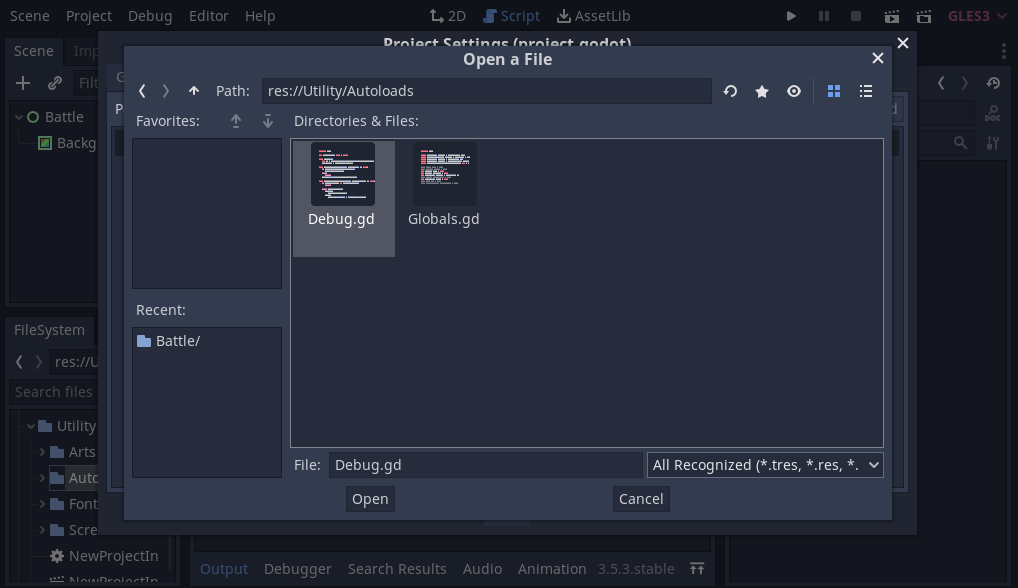 Scene Project Debug Editor Help 2D Script AssetLib GLES3
Project Settings (project.godot)
Scene Imp
Open a File
Path: res://Utility/Autoloads
Filt
Favorites: Directories & Files:
Battle
Backg
Debug.gd Globals.gd
Recent:
FileSystem
Battle/
res://U
Search files
Utility
Arts
Auto
Font
Scre
File: Debug.gd All Recognized (*.tres, *.res, *.
Open Cancel
NewProjectIn
NewProjectIn
Output Debugger Search Results Audio Animation 3.5.3.stable